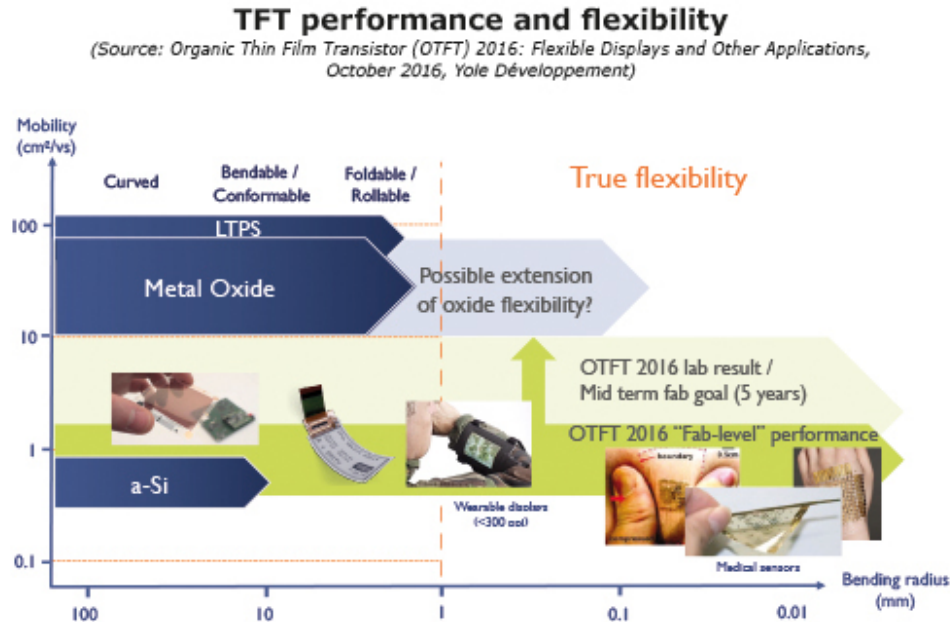 TFT performance and flexibility
(Source: Organic Thin Film Transistor (OTFT) 2016: Flexible Displays and Other Applications,
October 2016, Yole Développement)
Mobility
(cm²/vs)
Curved
Bendable /
Conformable
Foldable /
Rollable
True flexibility
100
LTPS
Metal Oxide
Possible extension
of oxide flexibility?
10
OTFT 2016 lab result /
Mid term fab goal (5 years)
OTFT 2016 "Fab-level" performance
1
a-Si
boundary
0.5cm
Wearable
(<300
Medical sensors
0.1
Bending radius
(mm)
100
10
1
0.1
0.01